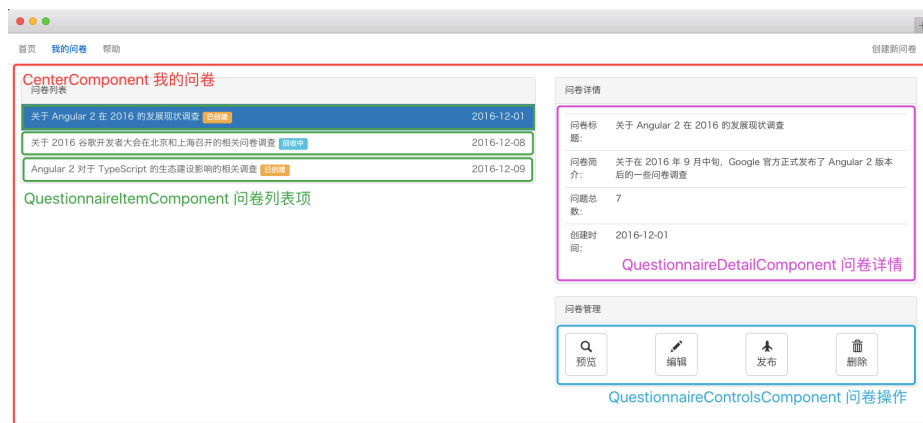 首页 我的问卷 帮助 创建新问卷
CenterComponent 我的问卷
问卷列表
关于 Angular 2 在 2016 的发展现状调查 已创建 2016-12-01
关于 2016 谷歌开发者大会在北京和上海召开的相关问卷调查 回收中 2016-12-08
Angular 2 对于 TypeScript 的生态建设影响的相关调查 已创建 2016-12-09
QuestionnaireItemComponent 问卷列表项
问卷详情
问卷标
题:
关于 Angular 2 在 2016 的发展现状调查
问卷简
介:
关于在 2016 年 9 月中旬，Google 官方正式发布了 Angular 2 版本
后的一些问卷调查
问题总
数:
7
创建时
间:
2016-12-01
QuestionnaireDetailComponent 问卷详情
问卷管理
预览 编辑 发布 删除
QuestionnaireControlsComponent 问卷操作